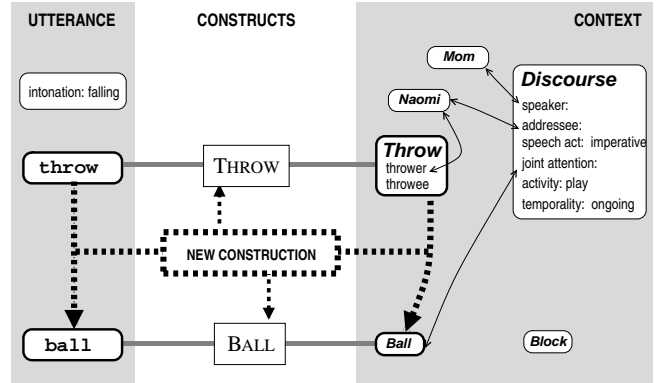 UTTERANCE
CONSTRUCTS
CONTEXT
intonation: falling
Mom
Naomi
Discourse
speaker:
addressee:
speech act: imperative
joint attention:
activity: play
temporality: ongoing
throw
THROW
Throw
thrower
throwee
NEW CONSTRUCTION
ball
BALL
Ball
Block